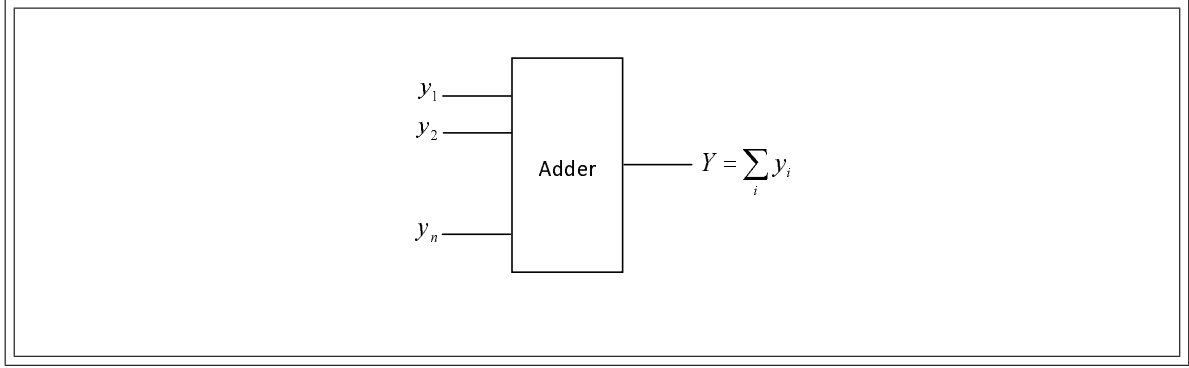 y₁
y₂
Adder
Y = ∑ᵢ yᵢ
yₙ